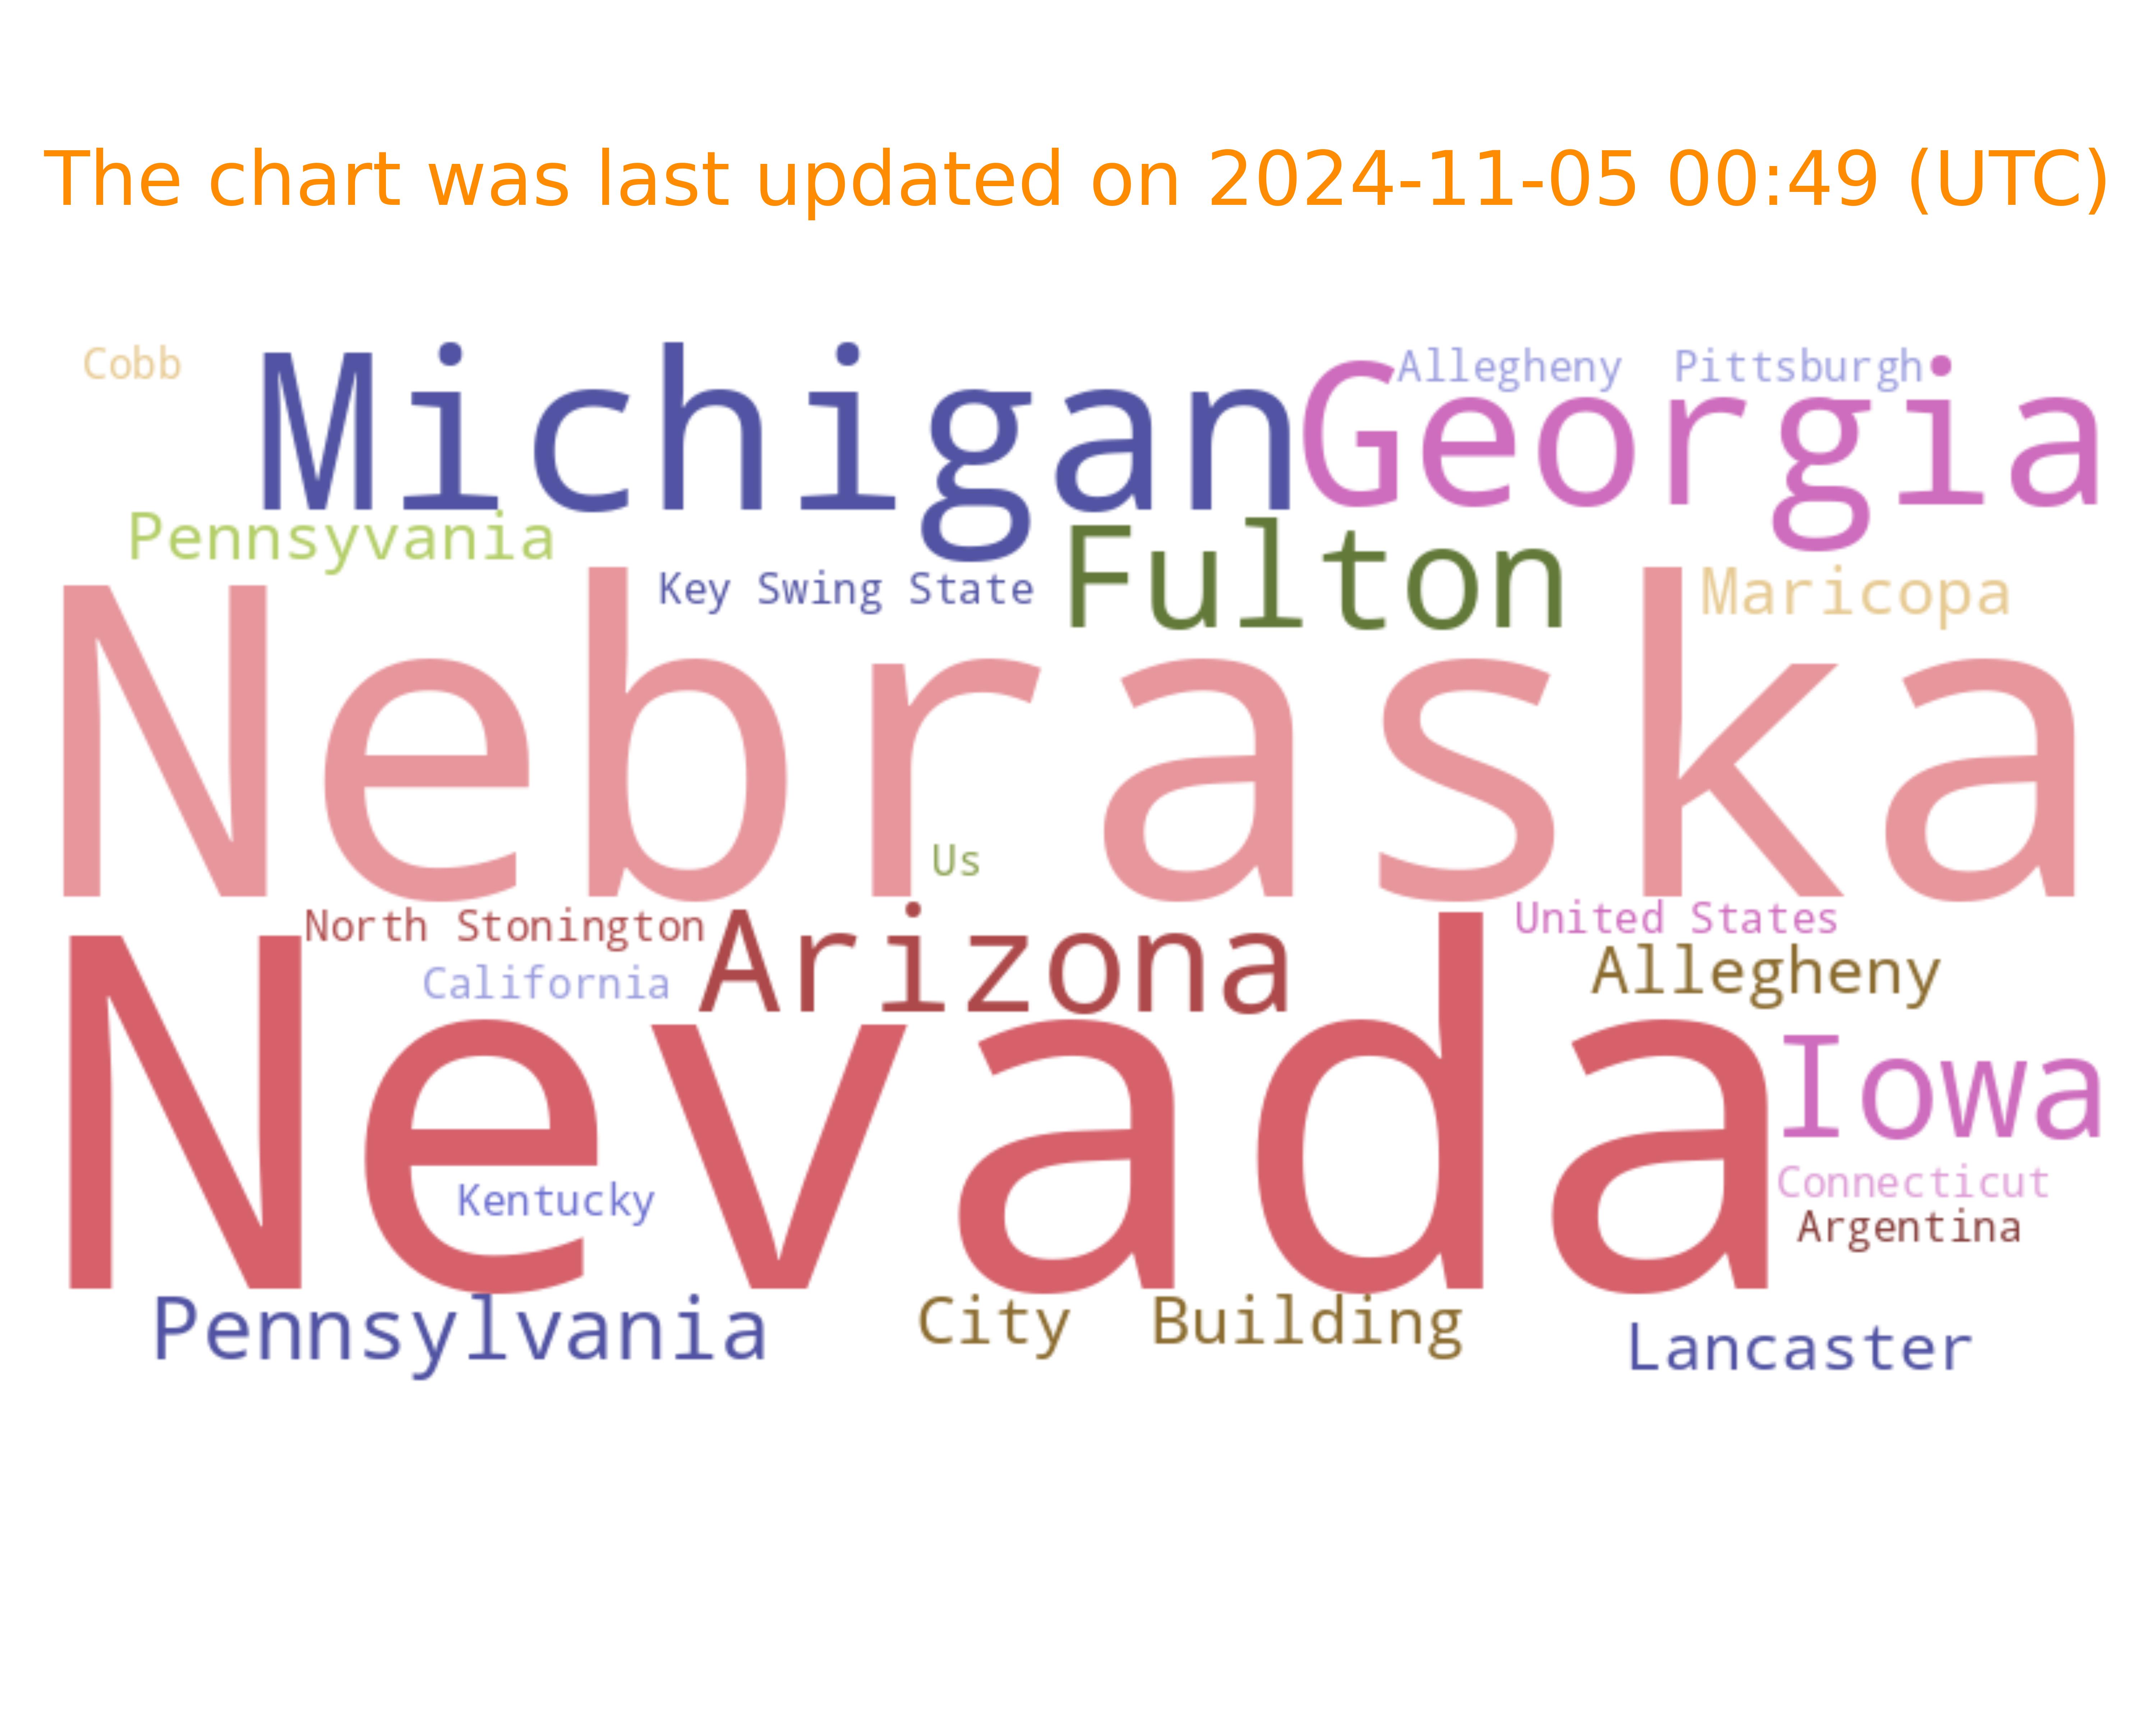 The chart was last updated on 2024-11-05 00:49 (UTC)
Cobb
Michigan
Georgia
Allegheny Pittsburgh
Pennsyvania
Key Swing State
Fulton
Maricopa
Nebraska
Us
North Stonington
Arizona
United States
California
Allegheny
Nevada
Iowa
Kentucky
Connecticut
Argentina
Pennsylvania
City Building
Lancaster